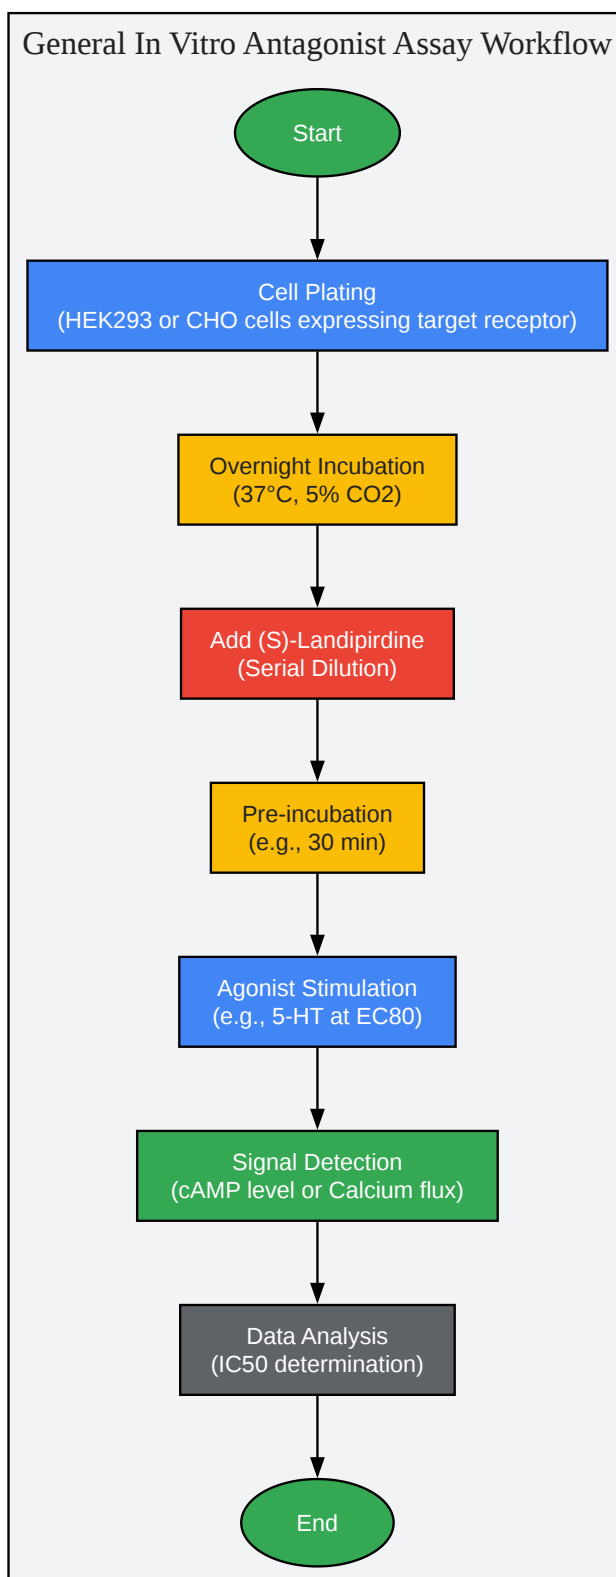 General In Vitro Antagonist Assay Workflow
Start
Cell Plating
(HEK293 or CHO cells expressing target receptor)
Overnight Incubation
(37°C, 5% CO2)
Add (S)-Landipirdine
(Serial Dilution)
Pre-incubation
(e.g., 30 min)
Agonist Stimulation
(e.g., 5-HT at EC80)
Signal Detection
(cAMP level or Calcium flux)
Data Analysis
(IC50 determination)
End